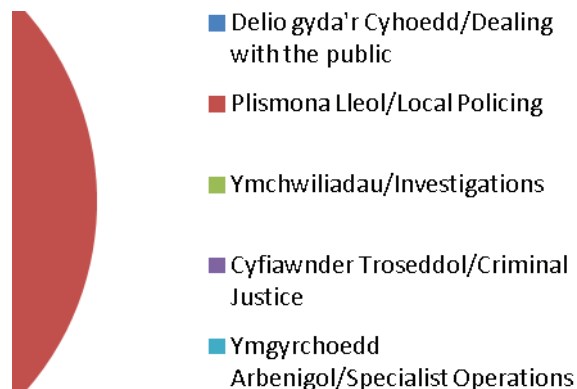 Delio gyda'r Cyhoedd/Dealing
with the public
Plismona Lleol/Local Policing
Ymchwiliadau/Investigations
Cyfiawnder Troseddol/Criminal
Justice
Ymgyrchoedd
Arbenigol/Specialist Operations